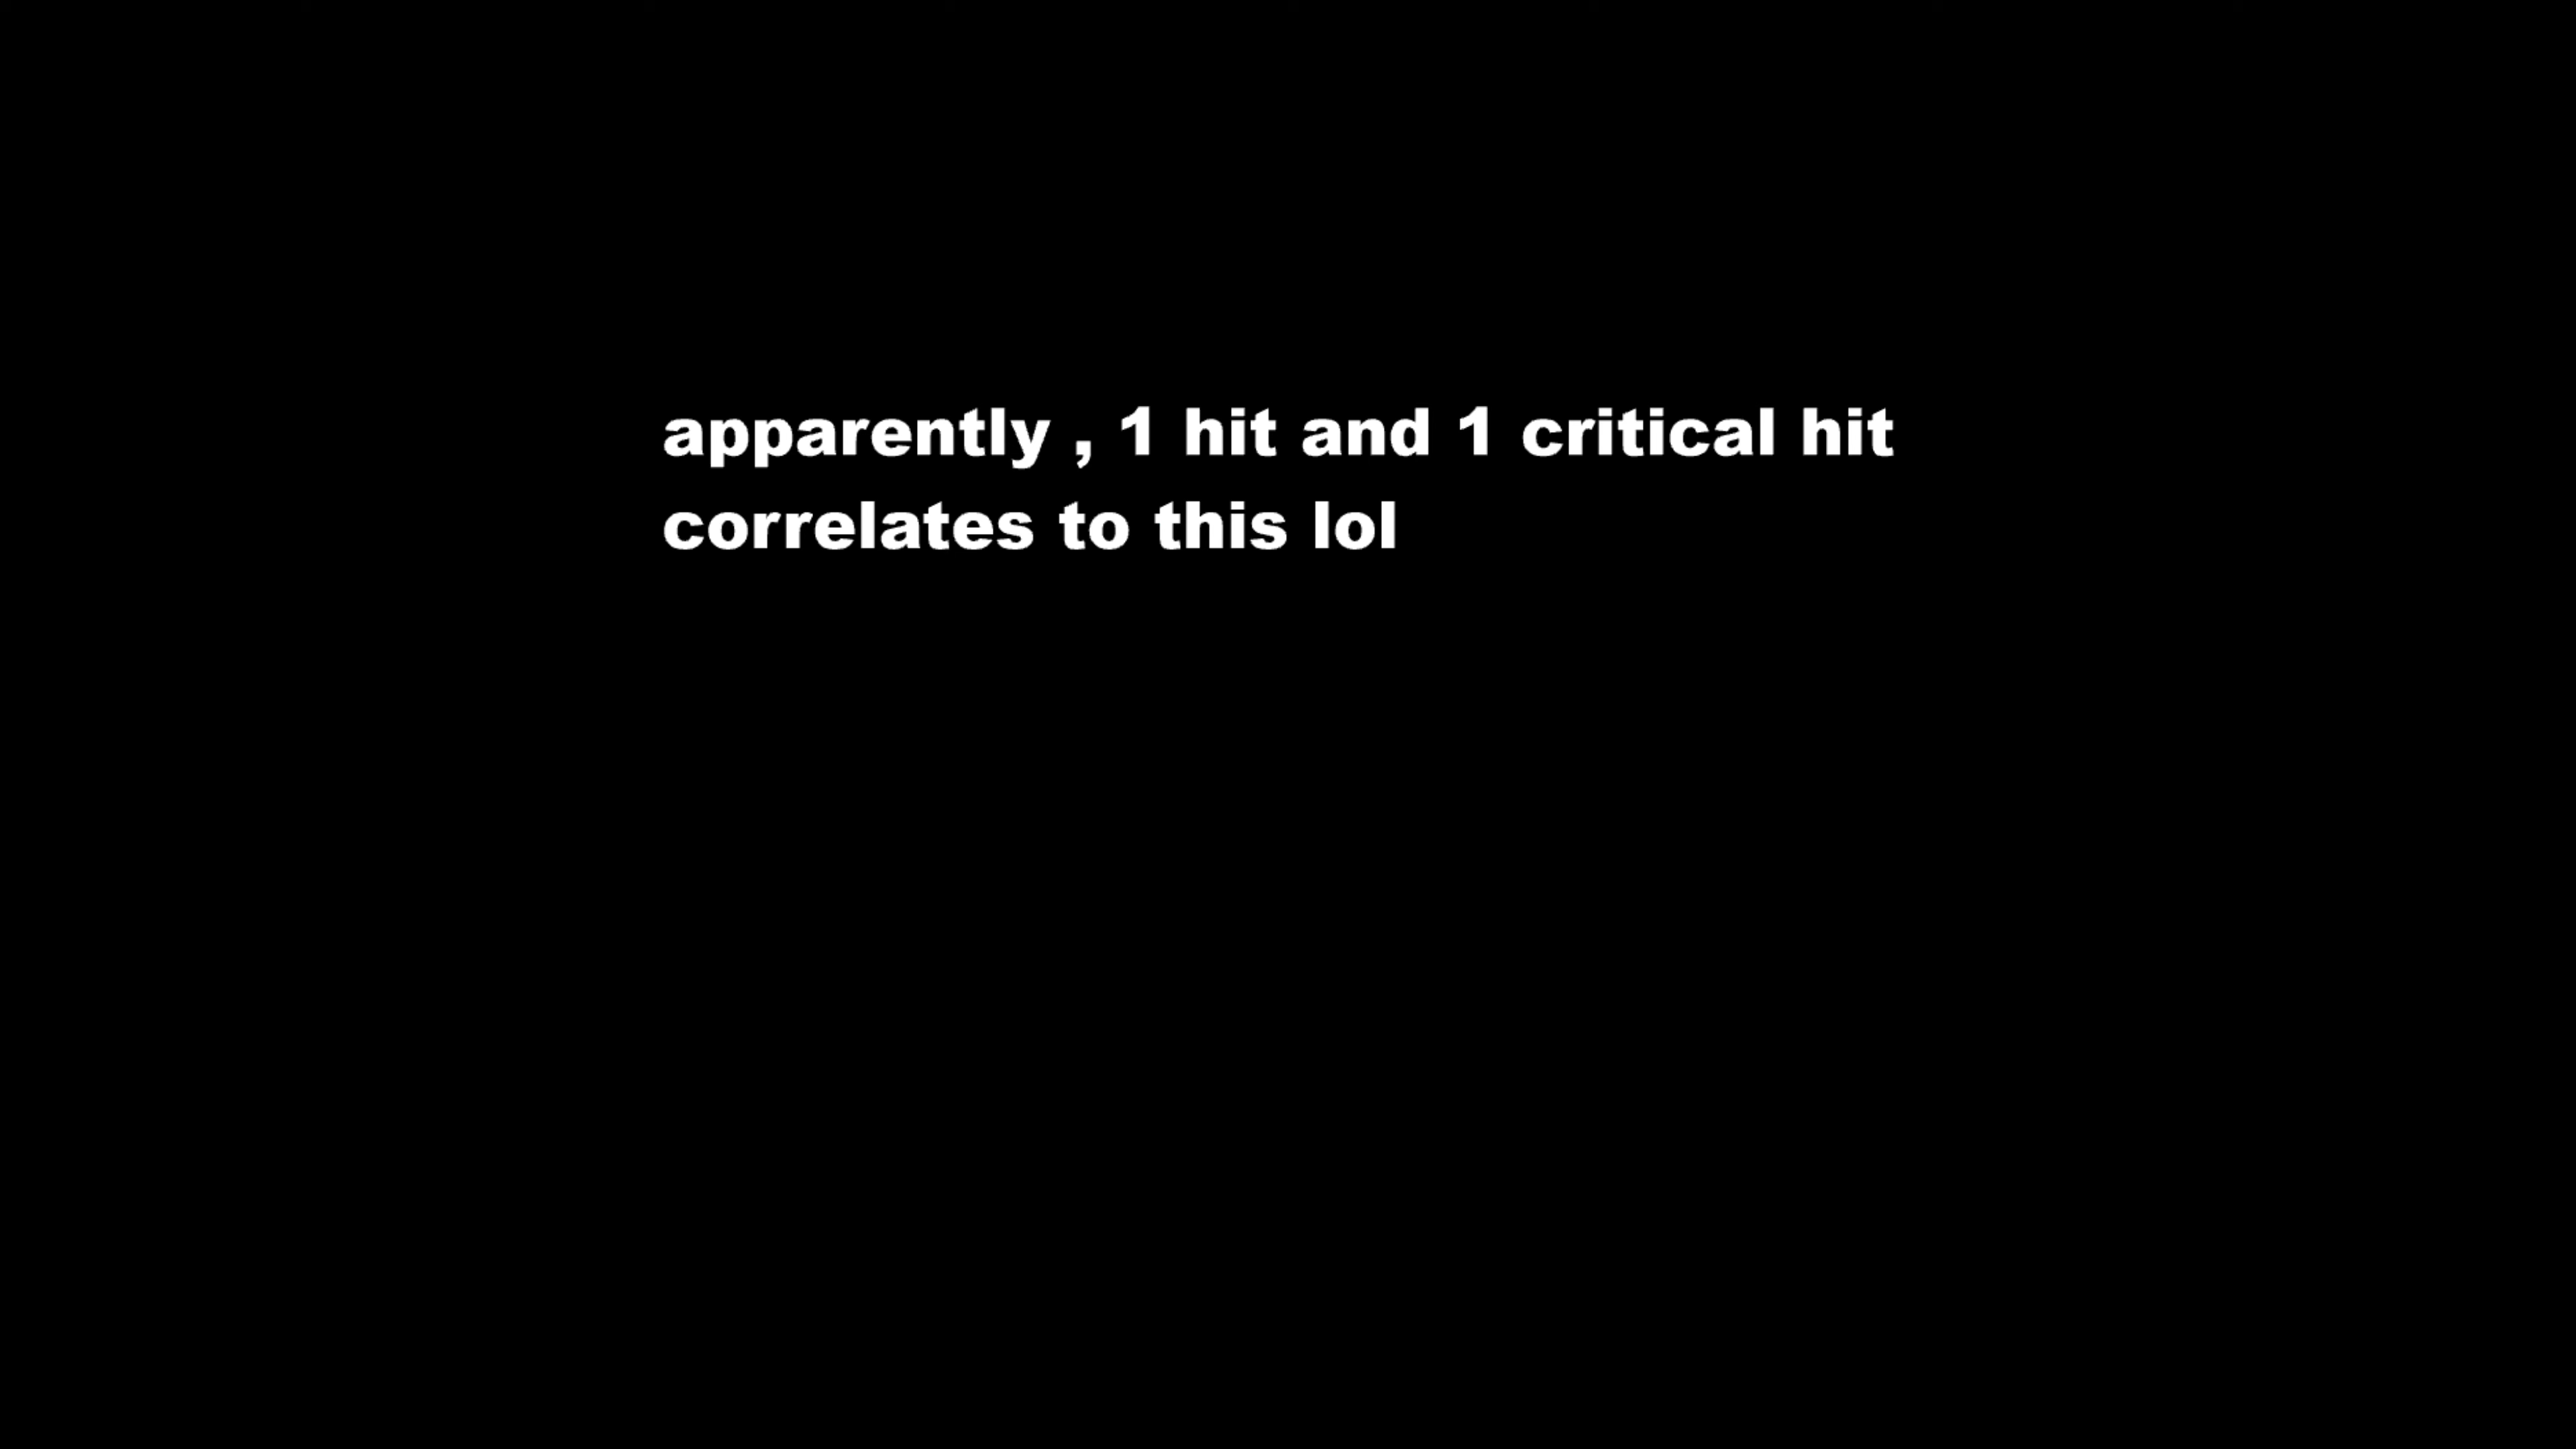 apparently , 1 hit and 1 critical hit
correlates to this lol